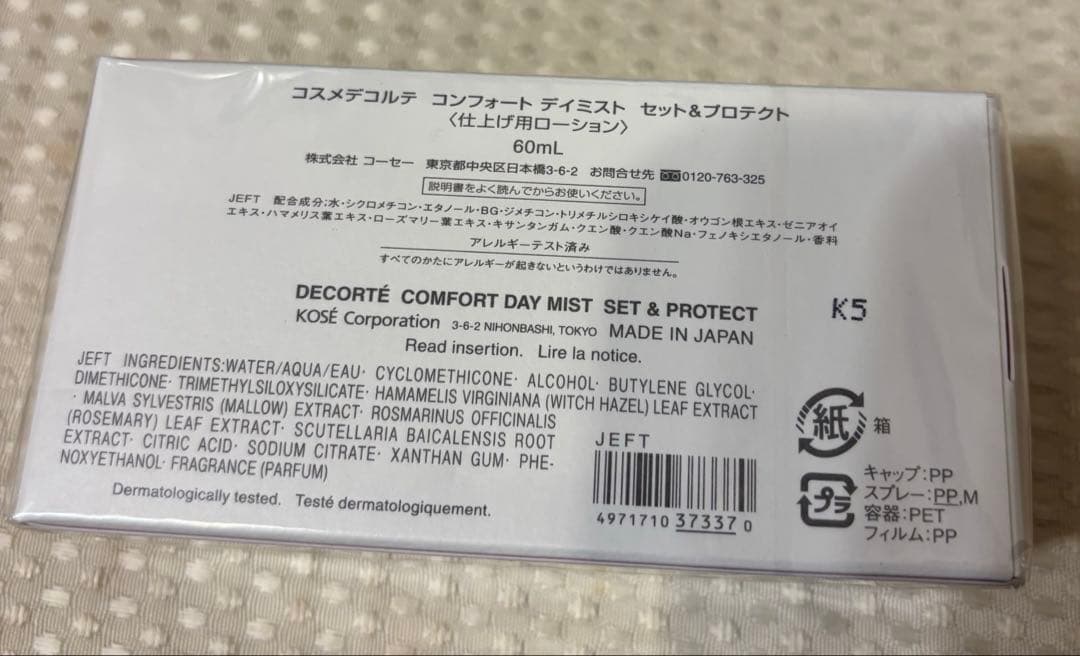 コスメデコルテ コンフォート デイミスト セット&プロテクト
〈仕上げ用ローション〉
60mL
株式会社 コーセー 東京都中央区日本橋3-6-2 お問合せ先 0120-763-325
説明書をよく読んでからお使いください。
JEFT 配合成分;水・シクロメチコン・エタノール・BG・ジメチコン・トリメチルシロキシケイ酸・オウゴン根エキス・ゼニアオイ
エキス・ハマメリス葉エキス・ローズマリー葉エキス・キサンタンガム・クエン酸・クエン酸Na・フェノキシエタノール・香料
アレルギーテスト済み
すべてのかたにアレルギーが起きないというわけではありません。
DECORTÉ COMFORT DAY MIST SET & PROTECT
KOSÉ Corporation 3-6-2 NIHONBASHI, TOKYO MADE IN JAPAN
Read insertion. Lire la notice.
K5
JEFT INGREDIENTS:WATER/AQUA/EAU· CYCLOMETHICONE· ALCOHOL· BUTYLENE GLYCOL·
DIMETHICONE· TRIMETHYLSILOXYSILICATE· HAMAMELIS VIRGINIANA (WITCH HAZEL) LEAF EXTRACT
· MALVA SYLVESTRIS (MALLOW) EXTRACT· ROSMARINUS OFFICINALIS
(ROSEMARY) LEAF EXTRACT· SCUTELLARIA BAICALENSIS ROOT
EXTRACT· CITRIC ACID· SODIUM CITRATE· XANTHAN GUM· PHE-
NOXYETHANOL· FRAGRANCE (PARFUM)
Dermatologically tested. Testé dermatologiquement.
JEFT
4971710 373370
紙 箱
プラ
キャップ:PP
スプレー:PP,M
容器:PET
フィルム:PP